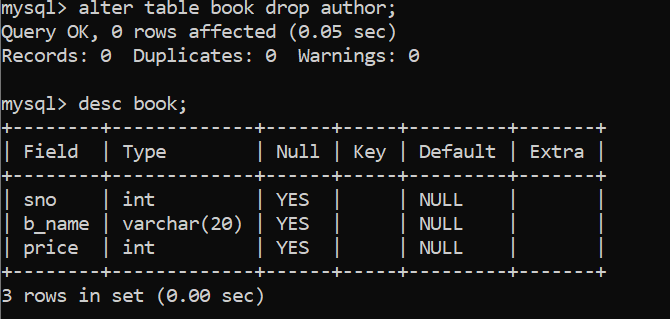 mysql> alter table book drop author;
Query OK, 0 rows affected (0.05 sec)
Records: 0  Duplicates: 0  Warnings: 0

mysql> desc book;
+--------+-------------+------+-----+---------+-------+
| Field  | Type        | Null | Key | Default | Extra |
+--------+-------------+------+-----+---------+-------+
| sno    | int         | YES  |     | NULL    |       |
| b_name | varchar(20) | YES  |     | NULL    |       |
| price  | int         | YES  |     | NULL    |       |
+--------+-------------+------+-----+---------+-------+
3 rows in set (0.00 sec)